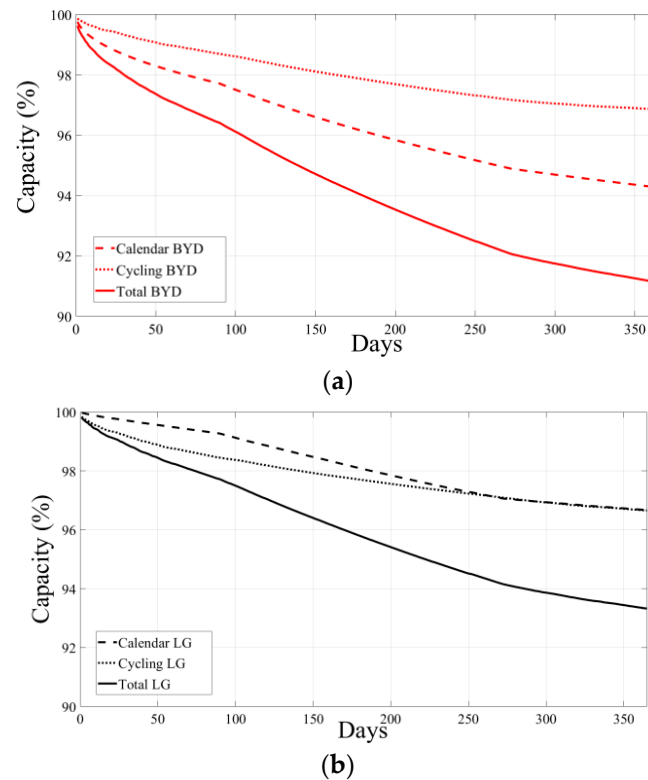 100
98
96
94
92
90
Capacity (%)
Calendar BYD
Cycling BYD
Total BYD
0 50 100 150 200 250 300 350
Days
(a)
100
98
96
94
92
90
Capacity (%)
Calendar LG
Cycling LG
Total LG
0 50 100 150 200 250 300 350
Days
(b)